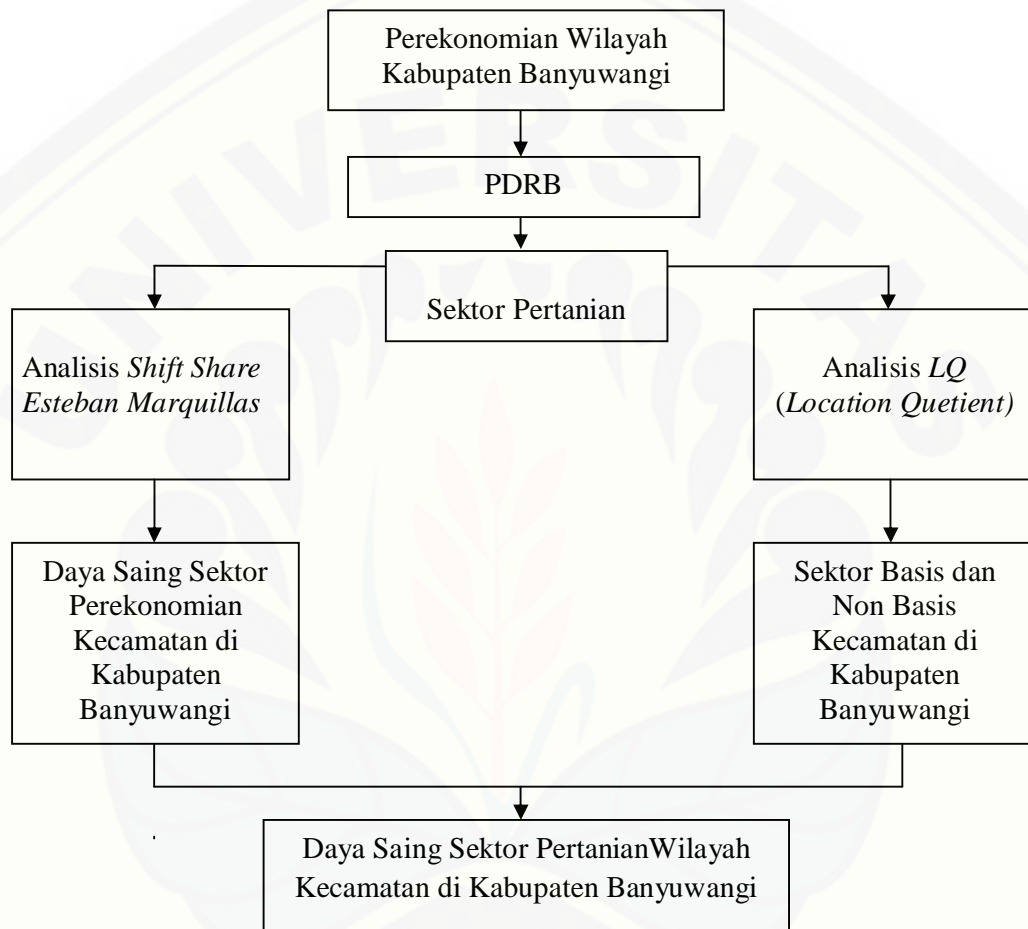 Perekonomian Wilayah
Kabupaten Banyuwangi
PDRB
Sektor Pertanian
Analisis Shift Share
Esteban Marquillas
Analisis LQ
(Location Quetient)
Daya Saing Sektor
Perekonomian
Kecamatan di
Kabupaten
Banyuwangi
Sektor Basis dan
Non Basis
Kecamatan di
Kabupaten
Banyuwangi
Daya Saing Sektor PertanianWilayah
Kecamatan di Kabupaten Banyuwangi
UNIVERSITAS